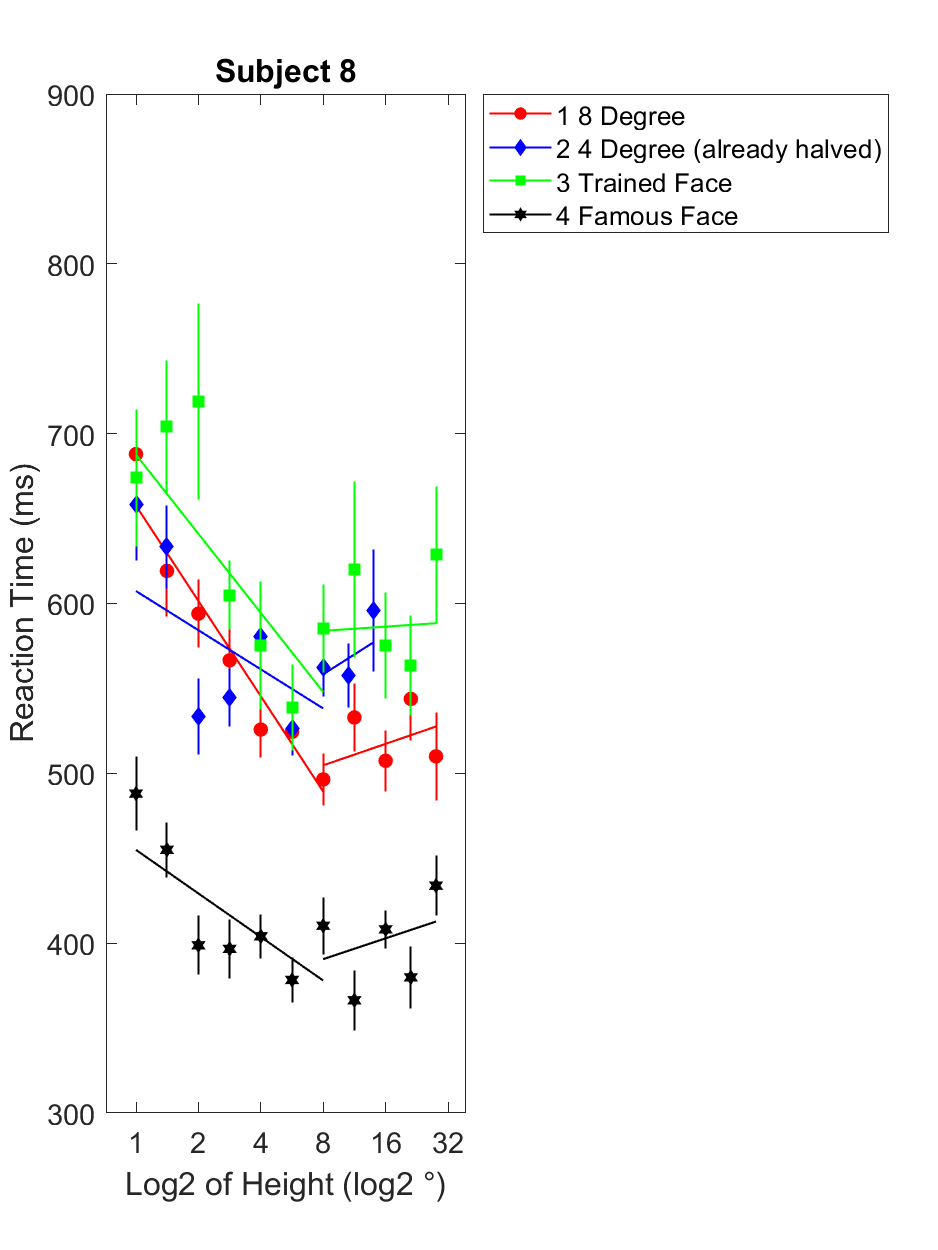 Subject 8
900
800
700
600
500
400
300
1 2 4 8 16 32
Reaction Time (ms)
Log2 of Height (log2 °)
1 8 Degree
2 4 Degree (already halved)
3 Trained Face
4 Famous Face